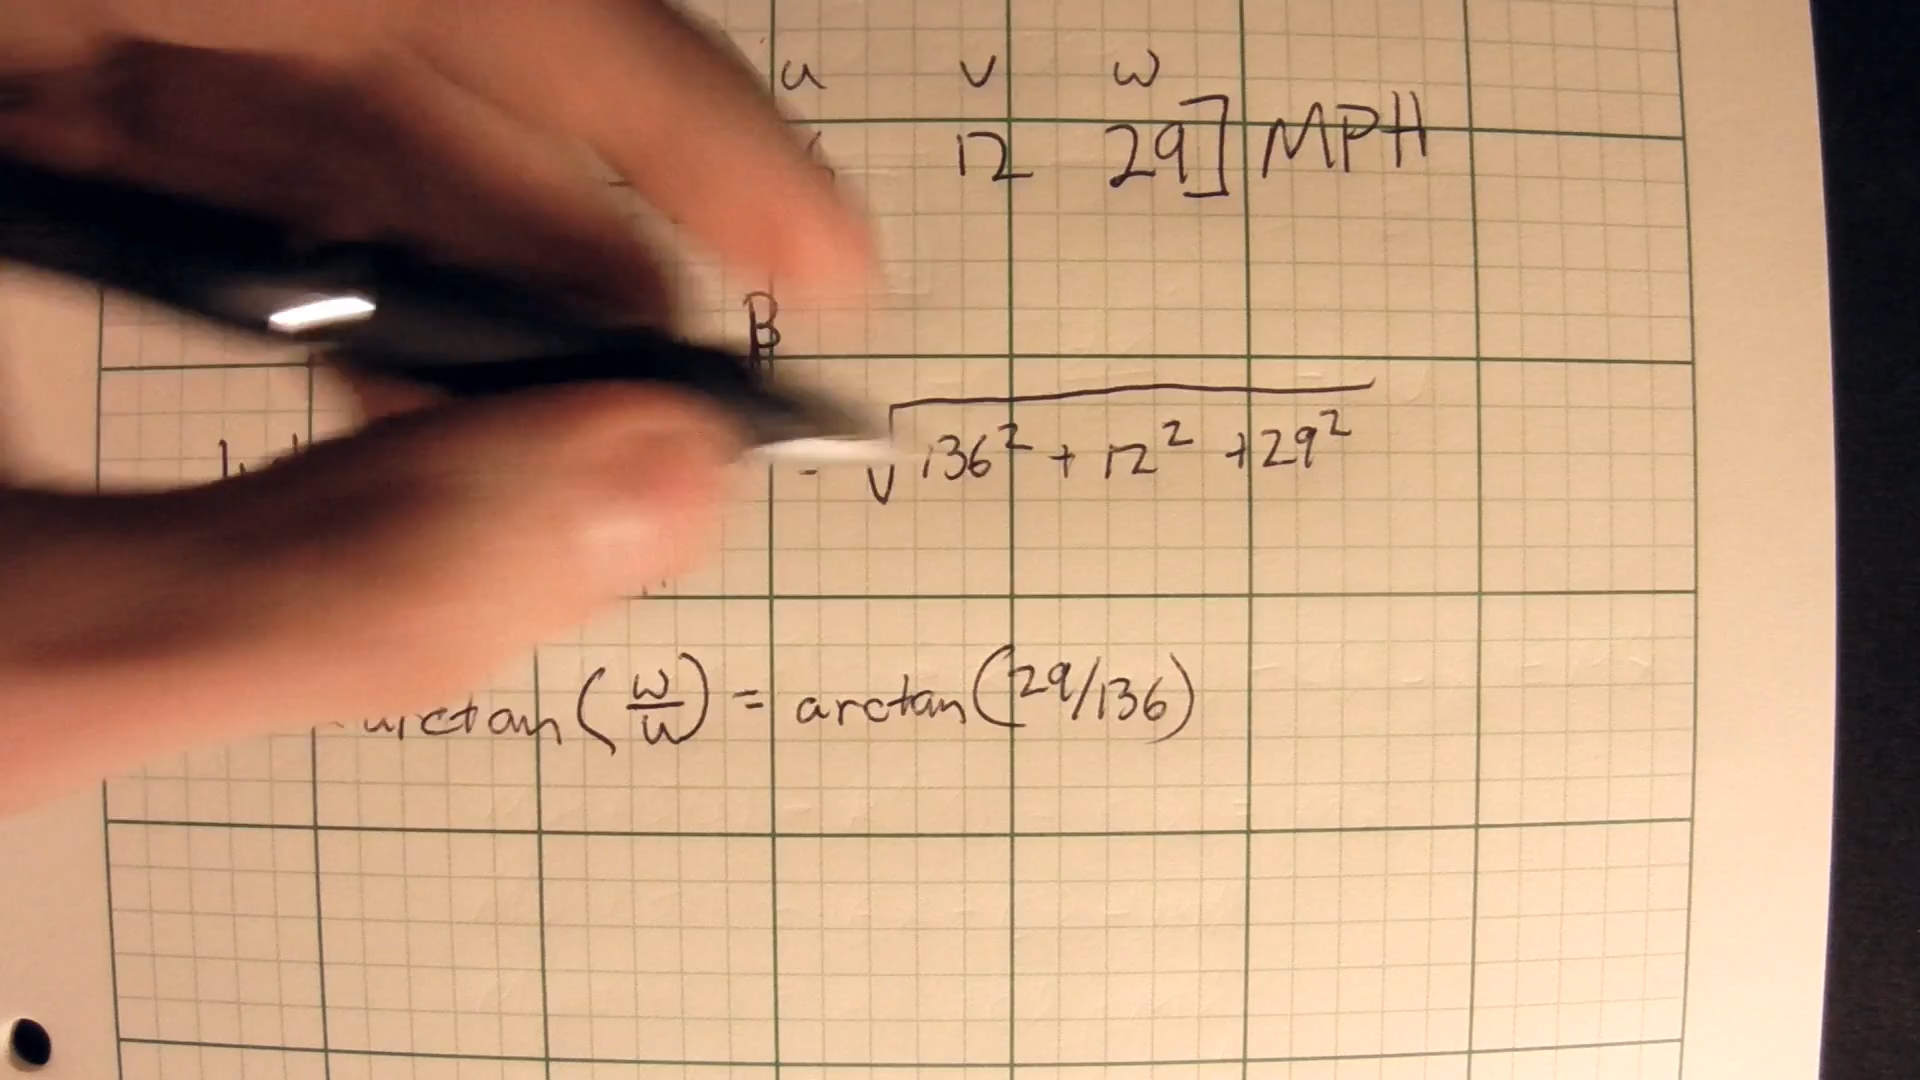 u v w
12 29] MPH
B
= √136² + 12² + 29²
arctan (w/u) = arctan (29/136)